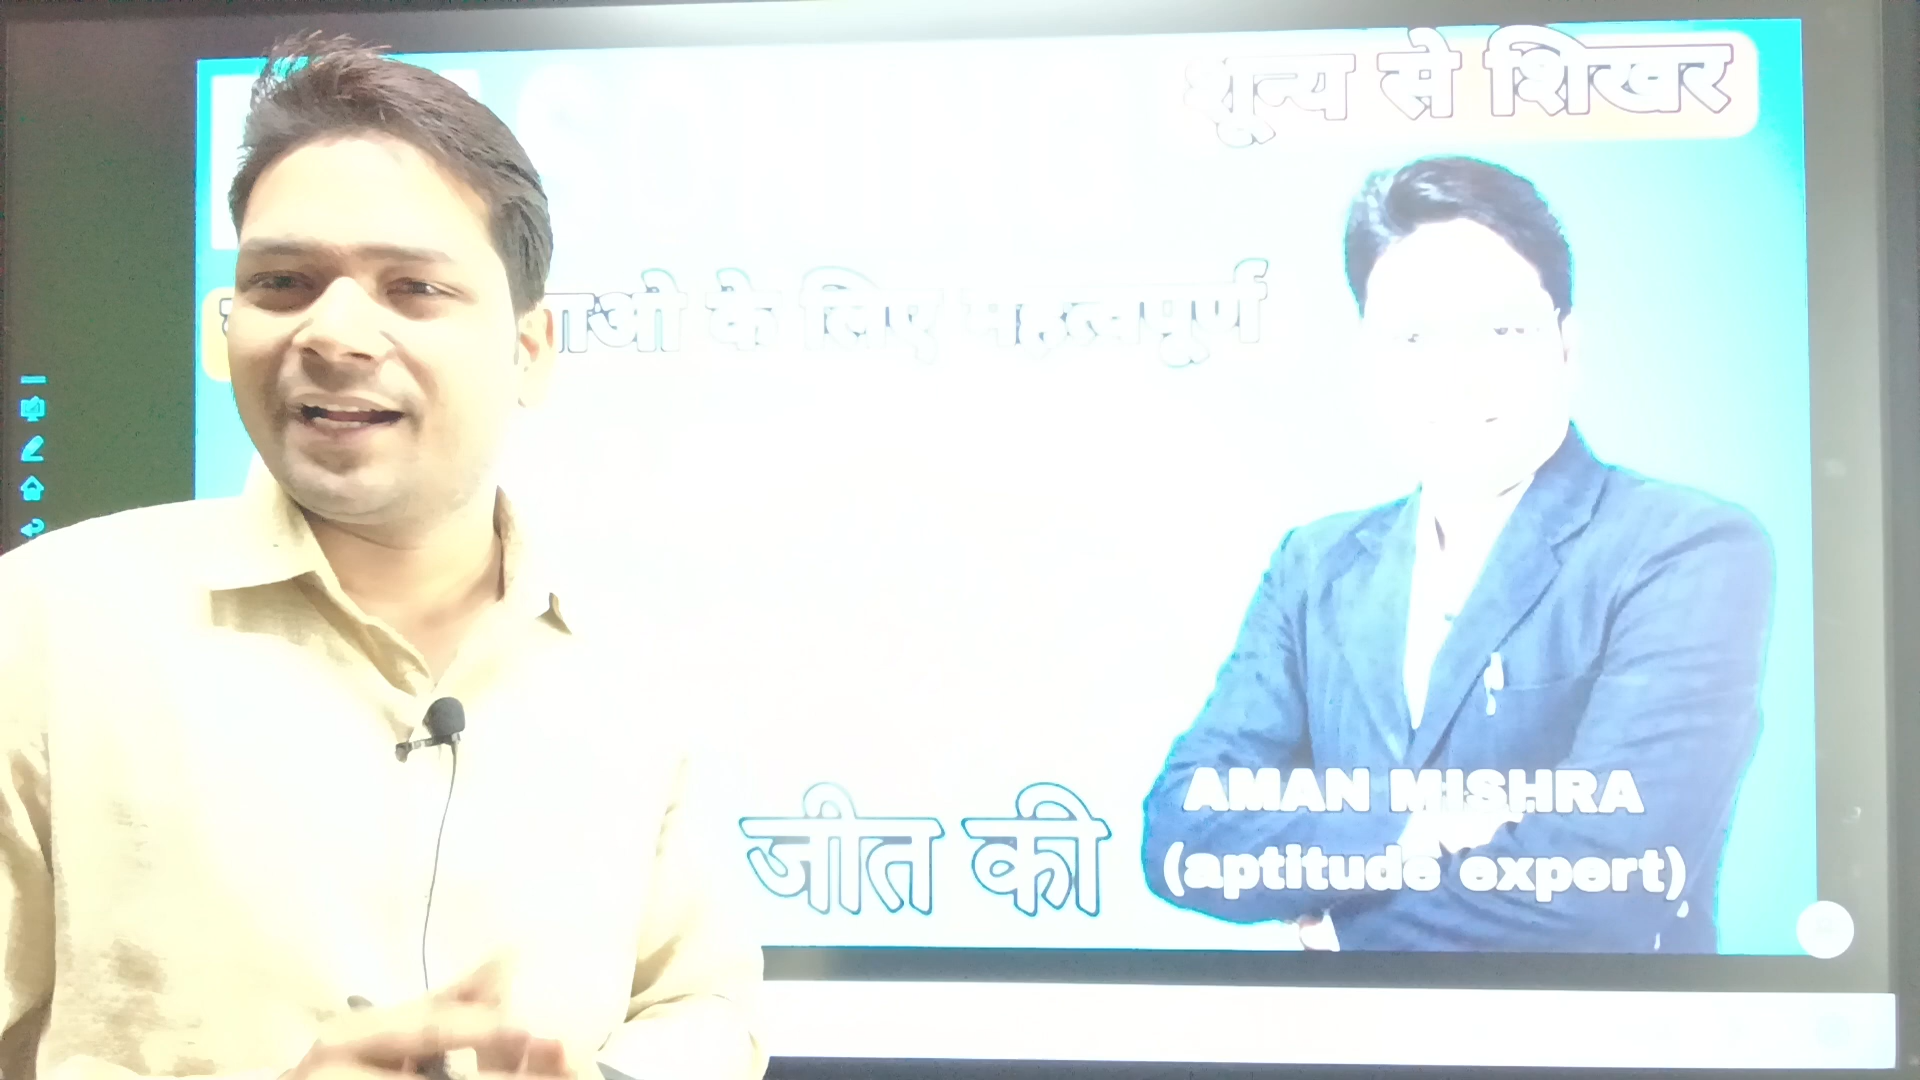 शून्य से शिखर
के लिए महत्वपूर्ण
जीत की
AMAN MISHRA
(aptitude expert)